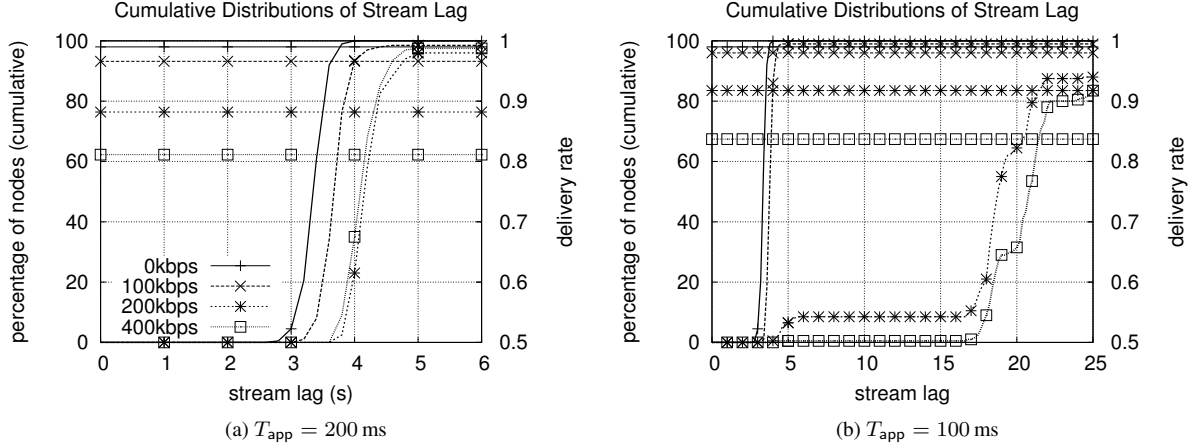 Cumulative Distributions of Stream Lag
percentage of nodes (cumulative)
100
80
60
40
20
0
1
0.9
0.8
0.7
0.6
0.5
delivery rate
0kbps
100kbps
200kbps
400kbps
0 1 2 3 4 5 6
stream lag (s)
(a) T_app = 200 ms
Cumulative Distributions of Stream Lag
percentage of nodes (cumulative)
100
80
60
40
20
0
1
0.9
0.8
0.7
0.6
0.5
delivery rate
0 5 10 15 20 25
stream lag
(b) T_app = 100 ms